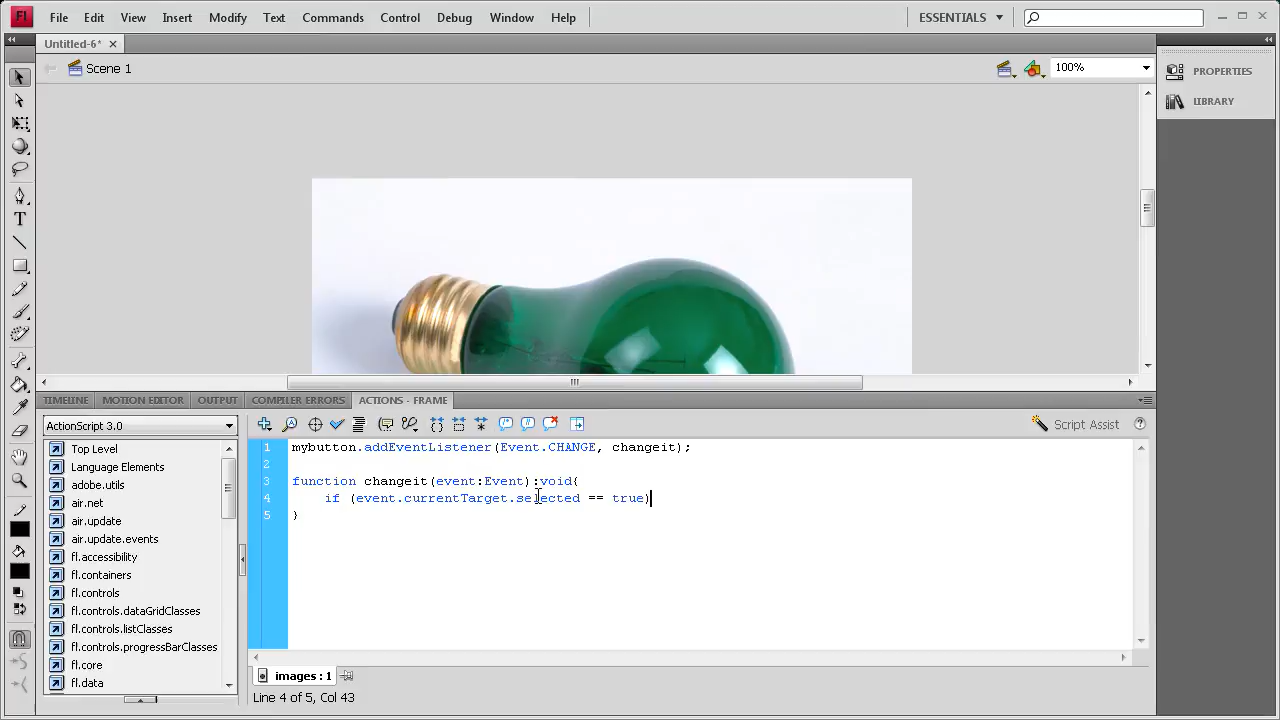 Fl File Edit View Insert Modify Text Commands Control Debug Window Help ESSENTIALS
Untitled-6* ×
Scene 1 100%
PROPERTIES
LIBRARY
TIMELINE MOTION EDITOR OUTPUT COMPILER ERRORS ACTIONS - FRAME
ActionScript 3.0 Script Assist
Top Level
Language Elements
adobe.utils
air.net
air.update
air.update.events
fl.accessibility
fl.containers
fl.controls
fl.controls.dataGridClasses
fl.controls.listClasses
fl.controls.progressBarClasses
fl.core
fl.data
1 mybutton.addEventListener(Event.CHANGE, changeit);
2
3 function changeit(event:Event):void{
4 if (event.currentTarget.selected == true)
5 }
images : 1
Line 4 of 5, Col 43